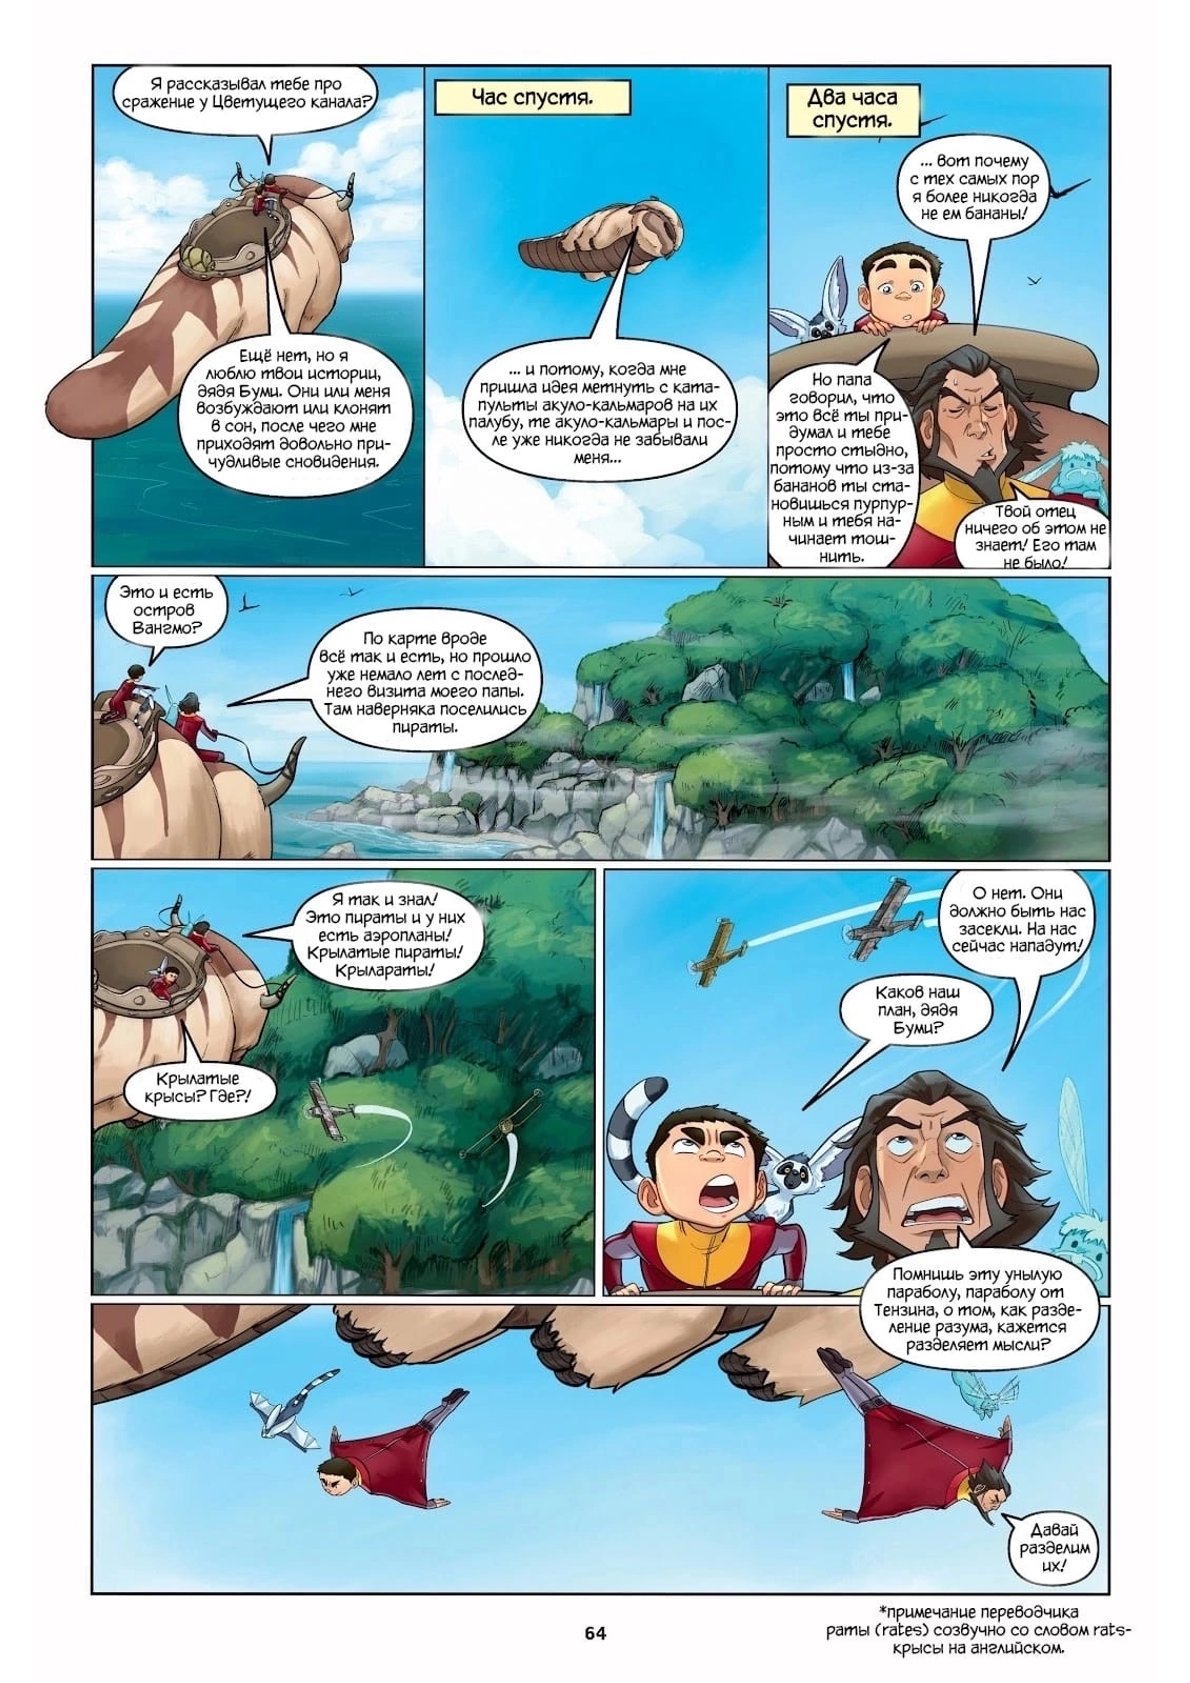 Я рассказывал тебе про
сражение у Цветущего канала?
Ещё нет, но я
люблю твои истории,
дядя Буми. Они или меня
возбуждают или клонят
в сон, после чего мне
приходят довольно при-
чудливые сновидения.
Час спустя.
... и потому, когда мне
пришла идея метнуть с ката-
пульты акуло-кальмаров на их
палубу, те акуло-кальмары и пос-
ле уже никогда не забывали
меня...
Два часа
спустя.
... вот почему
с тех самых пор
я более никогда
не ем бананы!
Но папа
говорил, что
это всё ты при-
думал и тебе
просто стыдно,
потому что из-за
бананов ты ста-
новишься пурпур-
ным и тебя на-
чинает тош-
нить.
Твой отец
ничего об этом не
знает! Его там
не было!
Это и есть
остров
Вангмо?
По карте вроде
всё так и есть, но прошло
уже немало лет с послед-
него визита моего папы.
Там наверняка поселились
пираты.
Я так и знал!
Это пираты и у них
есть аэропланы!
Крылатые пираты!
Крылараты!
Крылатые
крысы? Где?!
О нет. Они
должно быть нас
засекли. На нас
сейчас нападут!
Каков наш
план, дядя
Буми?
Помнишь эту унылую
параболу, параболу от
Тензина, о том, как разде-
ление разума, кажется
разделяет мысли?
Давай
разделим
их!
*примечание переводчика
раты (rates) созвучно со словом rats-
крысы на английском.
64